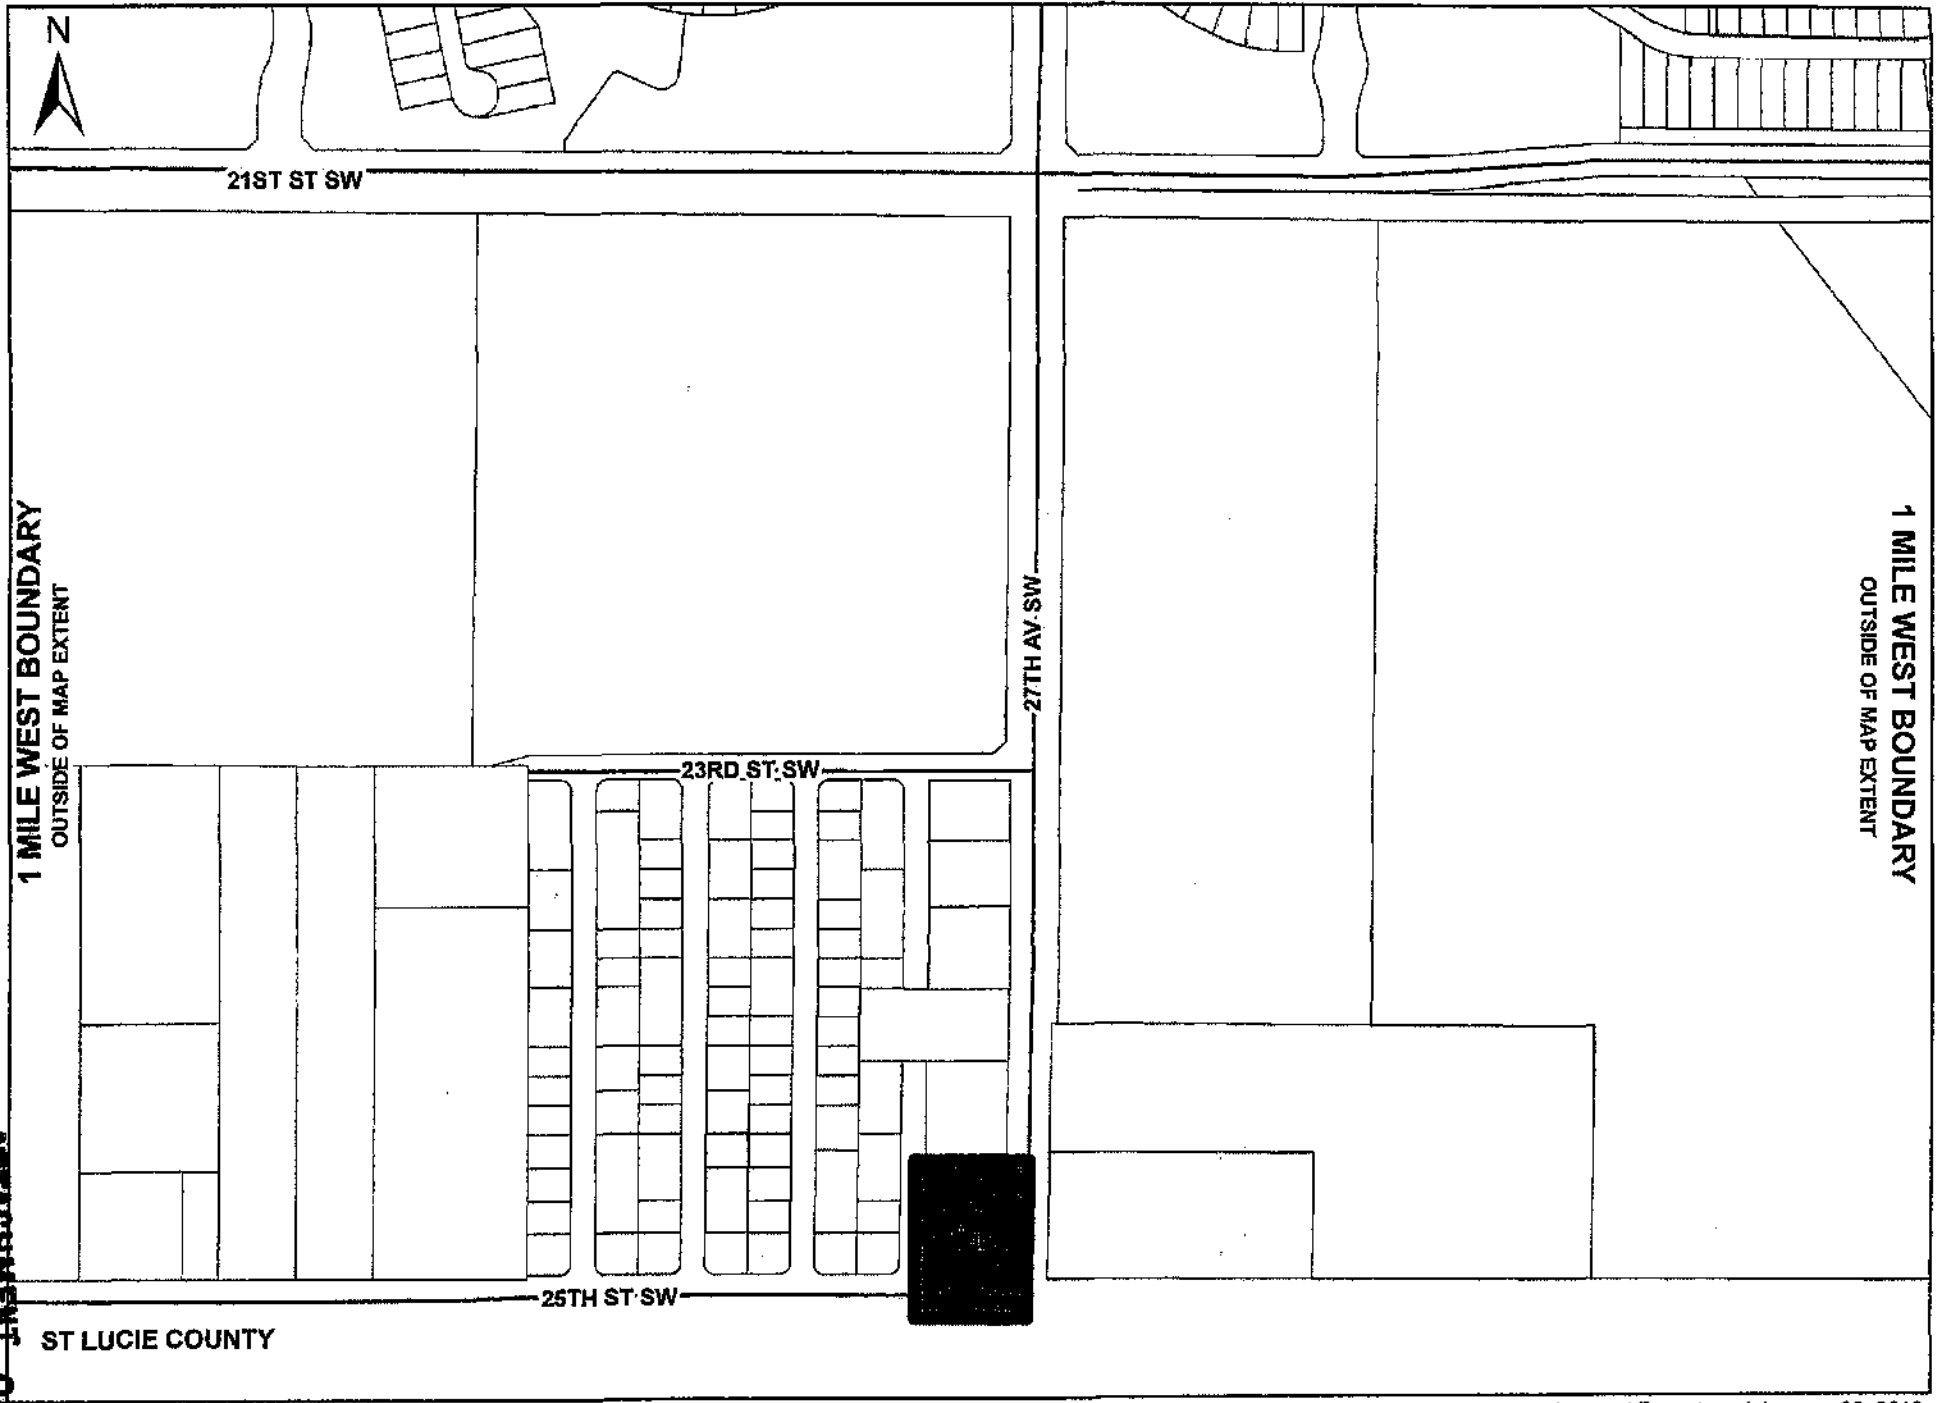 N
21ST ST SW
1 MILE WEST BOUNDARY
OUTSIDE OF MAP EXTENT
27TH AV SW
1 MILE WEST BOUNDARY
OUTSIDE OF MAP EXTENT
23RD ST SW
25TH ST SW
ST LUCIE COUNTY